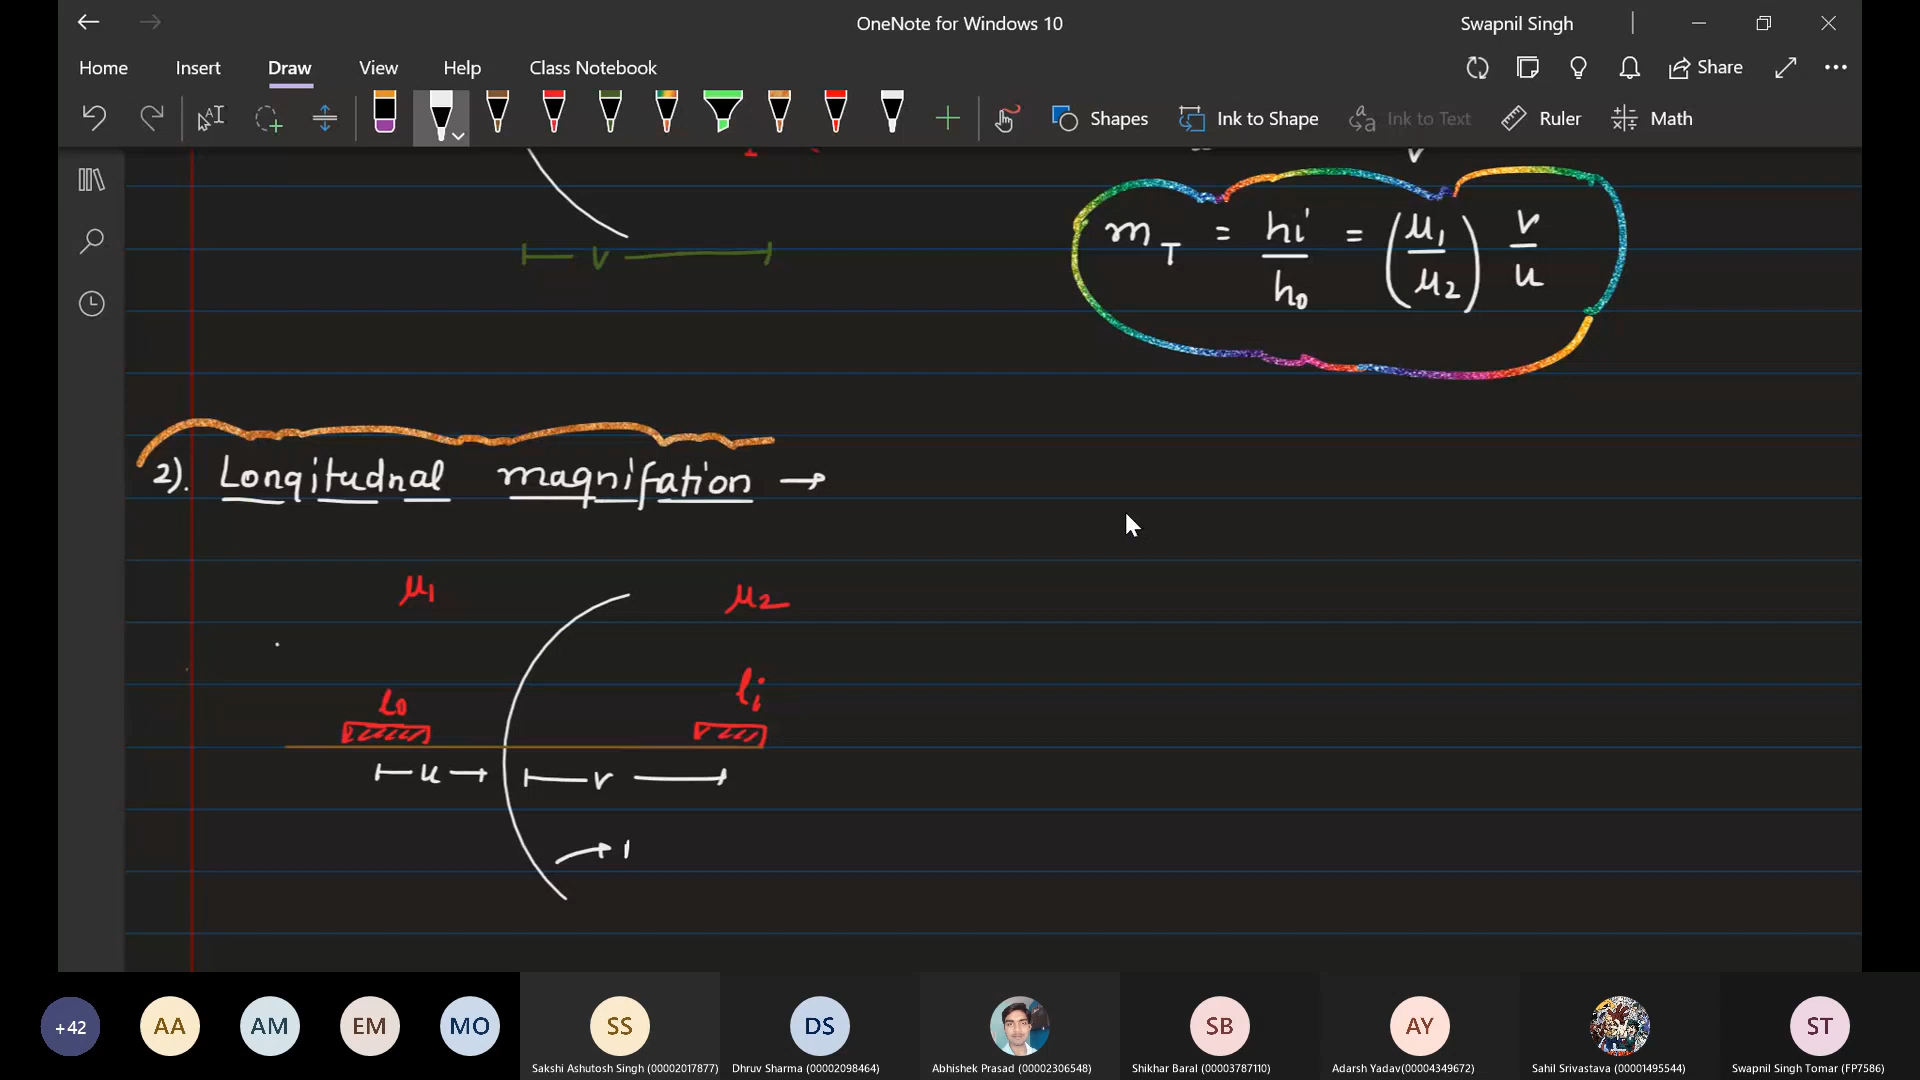 OneNote for Windows 10
Swapnil Singh
Home Insert Draw View Help Class Notebook
Share
Shapes Ink to Shape Ink to Text Ruler Math
v
m_T = hi/h₀ = (μ₁/μ₂) v/u
2). Longitudnal magnifation →
μ₁ μ₂
l₀ lᵢ
u v
+42 AA AM EM MO SS DS SB AY ST
Sakshi Ashutosh Singh (00002017877) Dhruv Sharma (00002098464) Abhishek Prasad (00002306548) Shikhar Baral (00003787110) Adarsh Yadav(00004349672) Sahil Srivastava (00001495544) Swapnil Singh Tomar (FP7586)